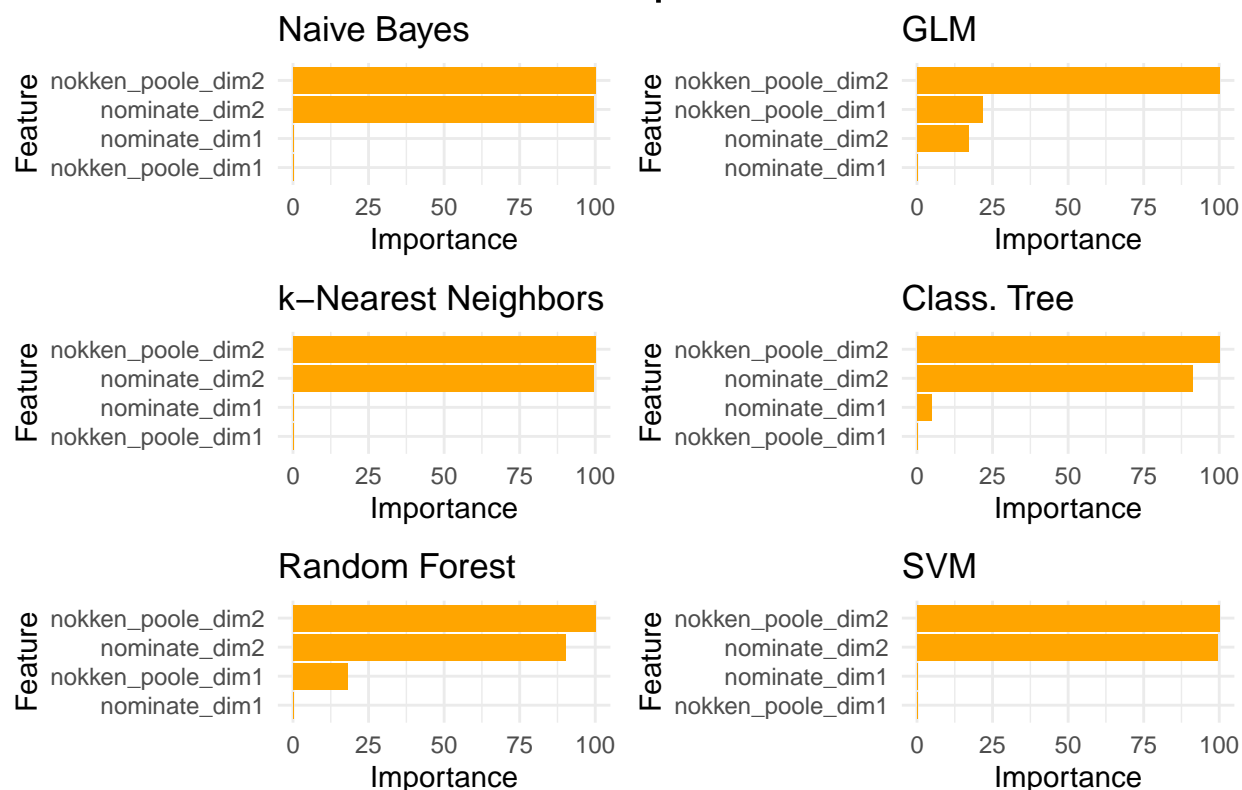 Naive Bayes
Feature
nokken_poole_dim2
nominate_dim2
nominate_dim1
nokken_poole_dim1
0 25 50 75 100
Importance
GLM
Feature
nokken_poole_dim2
nokken_poole_dim1
nominate_dim2
nominate_dim1
0 25 50 75 100
Importance
k−Nearest Neighbors
Feature
nokken_poole_dim2
nominate_dim2
nominate_dim1
nokken_poole_dim1
0 25 50 75 100
Importance
Class. Tree
Feature
nokken_poole_dim2
nominate_dim2
nominate_dim1
nokken_poole_dim1
0 25 50 75 100
Importance
Random Forest
Feature
nokken_poole_dim2
nominate_dim2
nokken_poole_dim1
nominate_dim1
0 25 50 75 100
Importance
SVM
Feature
nokken_poole_dim2
nominate_dim2
nominate_dim1
nokken_poole_dim1
0 25 50 75 100
Importance